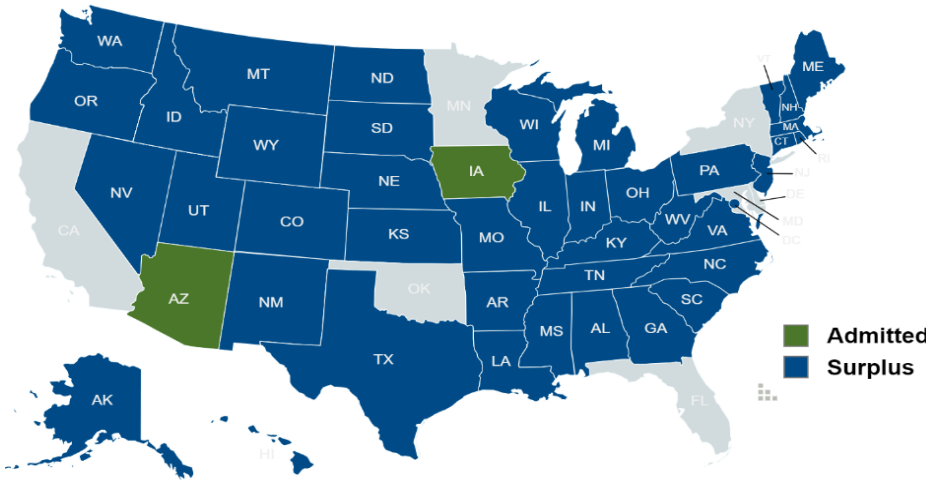 WA
ME
VT
MT
ND
MN
OR
NH
ID
WI
NY
MA
SD
MI
CT
WY
RI
PA
IA
NJ
NE
OH
NV
IL
IN
DE
UT
WV
CO
MD
CA
VA
KS
MO
KY
DC
NC
TN
OK
AZ
NM
AR
SC
MS
AL
GA
Admitted
TX
LA
Surplus
AK
FL
HI